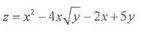 z = x² − 4x√y − 2x + 5y